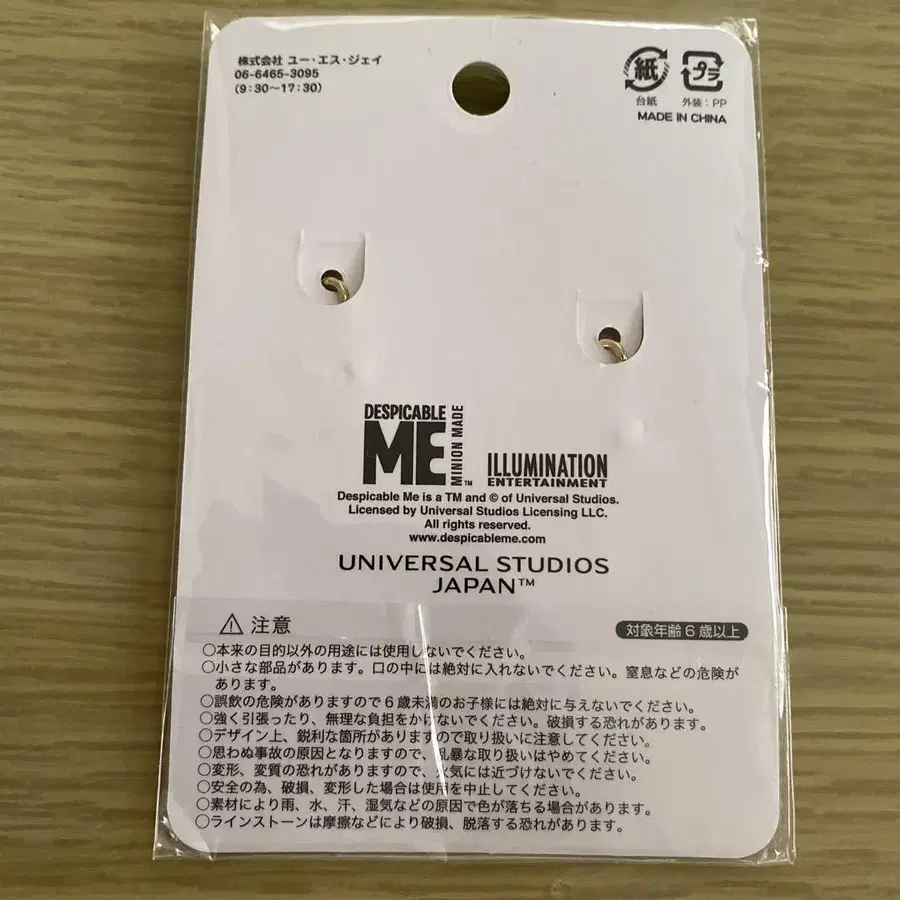 株式会社 ユー・エス・ジェイ
06-6465-3095
(9:30〜17:30)
紙
台紙
プラ
外装:PP
MADE IN CHINA
DESPICABLE
ME
MINION MADE
TM
ILLUMINATION
ENTERTAINMENT
Despicable Me is a TM and © of Universal Studios.
Licensed by Universal Studios Licensing LLC.
All rights reserved.
www.despicableme.com
UNIVERSAL STUDIOS
JAPAN™
⚠ 注意
対象年齢6歳以上
○本来の目的以外の用途には使用しないでください。
○小さな部品があります。口の中には絶対に入れないでください。窒息などの危険が
あります。
○誤飲の危険がありますので6歳未満のお子様には絶対に与えないでください。
○強く引張ったり、無理な負担をかけないでください。破損する恐れがあります。
○デザイン上、鋭利な箇所がありますので取り扱いに注意してください。
○思わぬ事故の原因となりますので、乱暴な取り扱いはやめてください。
○変形、変質の恐れがありますので、火気には近づけないでください。
○安全の為、破損、変形した場合は使用を中止してください。
○素材により雨、水、汗、湿気などの原因で色が落ちる場合があります。
○ラインストーンは摩擦などにより破損、脱落する恐れがあります。